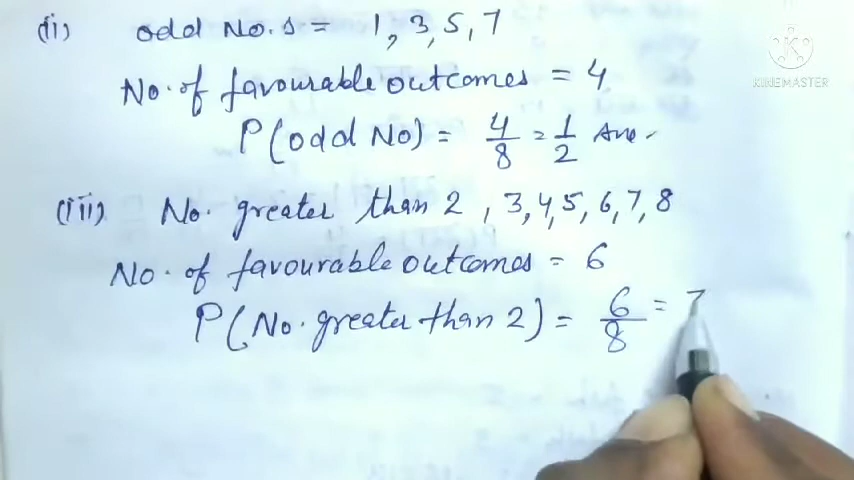 (ii) odd No.s = 1, 3, 5, 7
No. of favourable outcomes = 4
P(odd No) = 4/8 = 1/2 Ans.
(iii) No. greater than 2, 3, 4, 5, 6, 7, 8
No. of favourable outcomes = 6
P(No. greater than 2) = 6/8 =
KINEMASTER